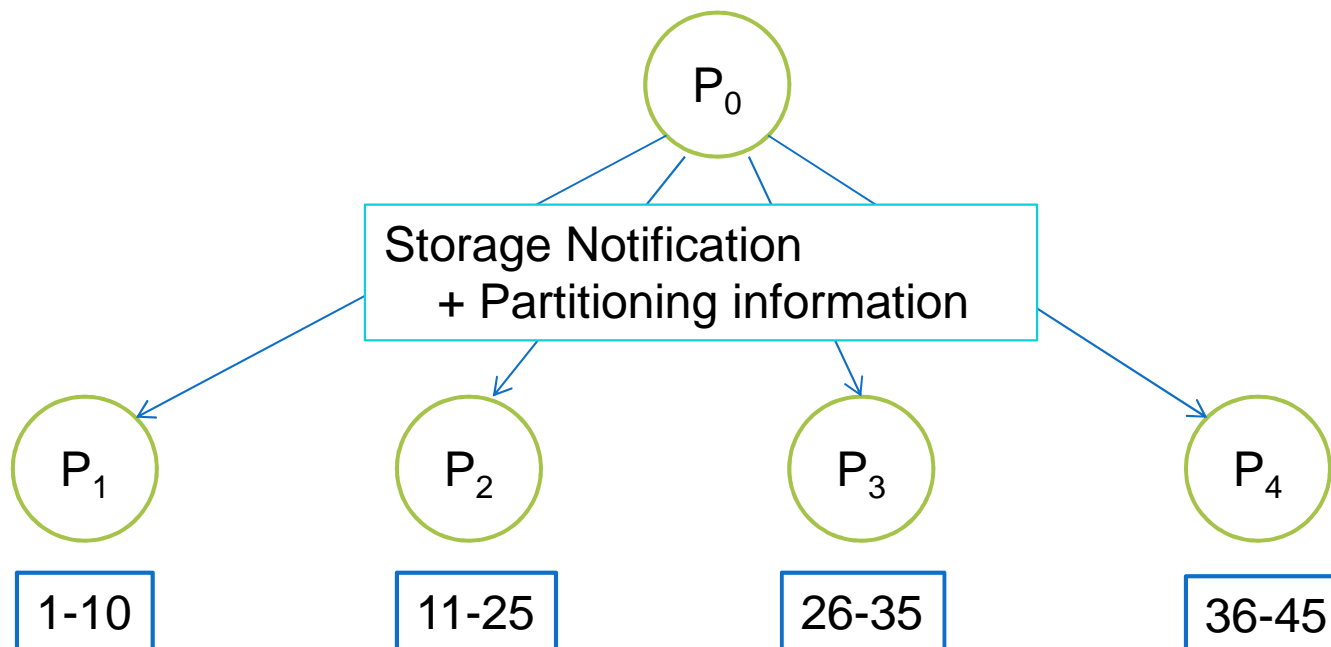 P0
Storage Notification
+ Partitioning information
P1
P2
P3
P4
1-10
11-25
26-35
36-45